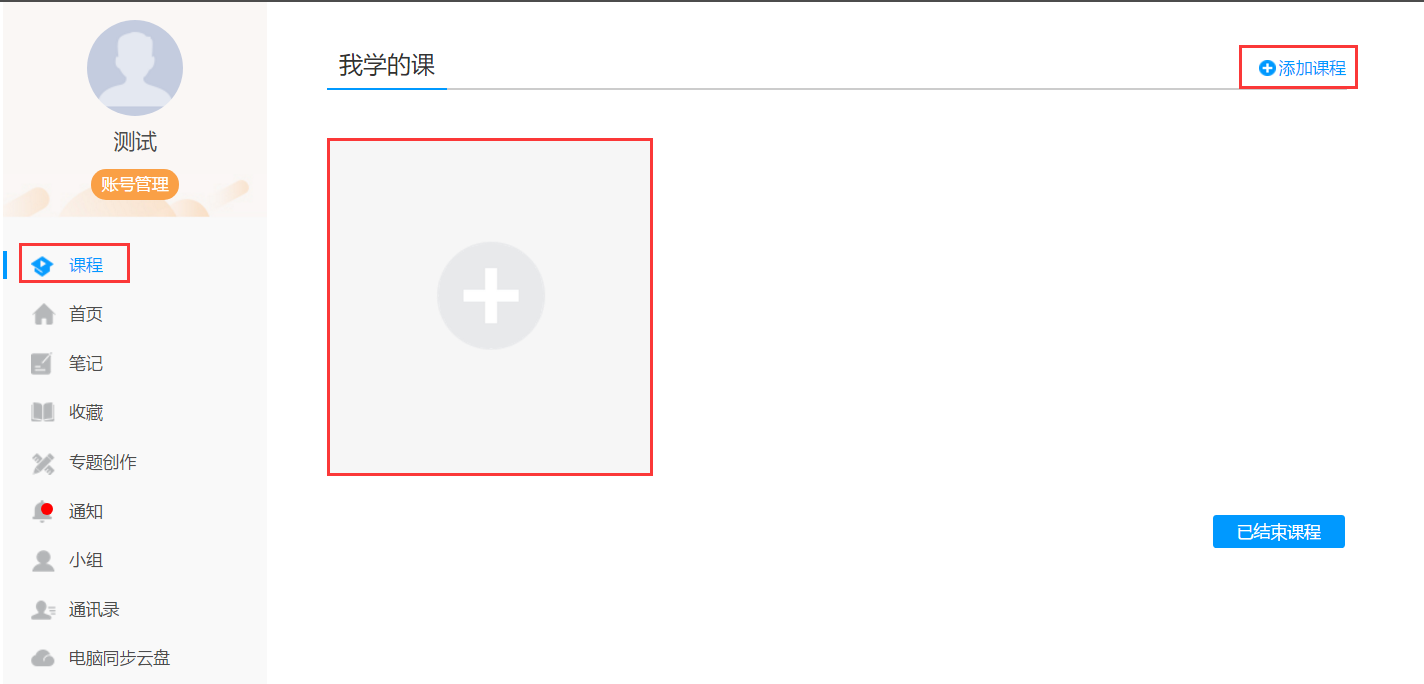 测试
账号管理
课程
首页
笔记
收藏
专题创作
通知
小组
通讯录
电脑同步云盘
我学的课
添加课程
已结束课程